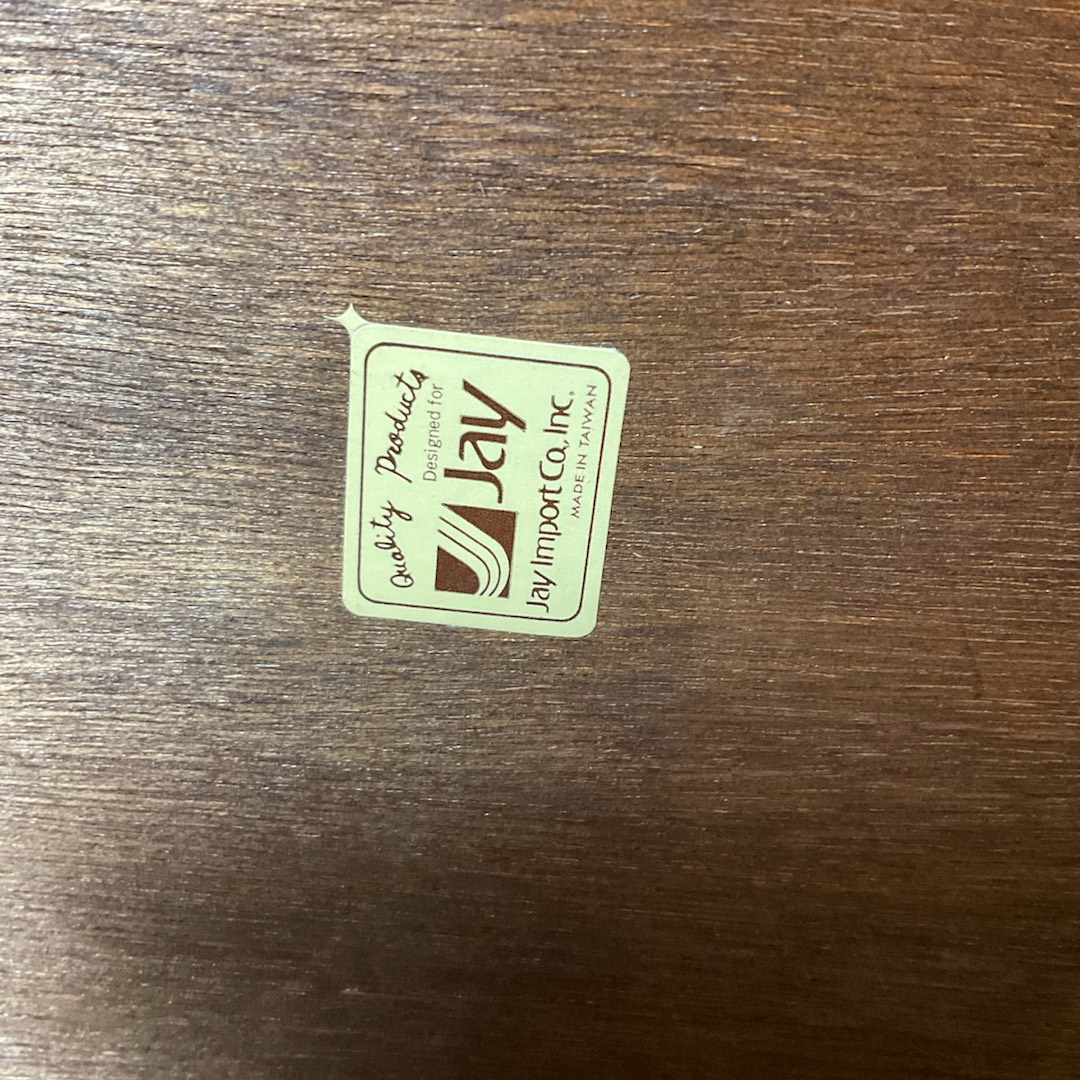 Quality Products
Designed for
Jay
Jay Import Co., Inc.
MADE IN TAIWAN